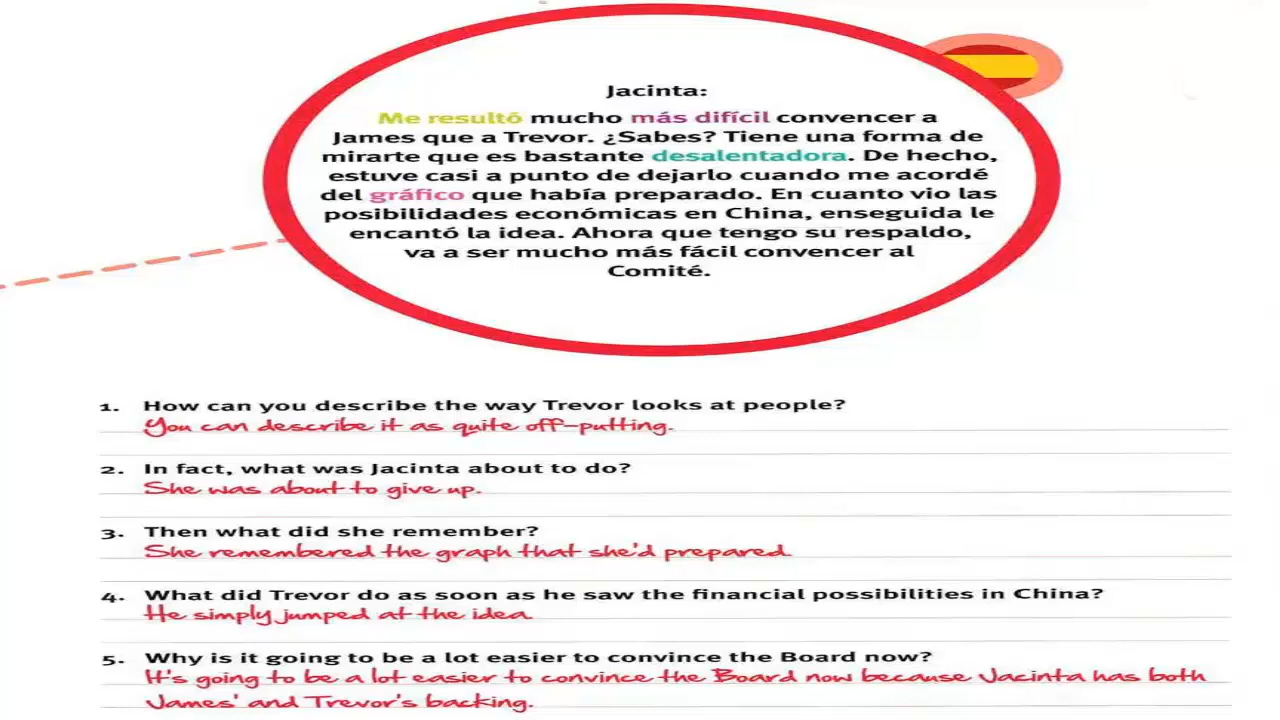 Jacinta:
Me resultó mucho más difícil convencer a
James que a Trevor. ¿Sabes? Tiene una forma de
mirarte que es bastante desalentadora. De hecho,
estuve casi a punto de dejarlo cuando me acordé
del gráfico que había preparado. En cuanto vio las
posibilidades económicas en China, enseguida le
encantó la idea. Ahora que tengo su respaldo,
va a ser mucho más fácil convencer al
Comité.
1. How can you describe the way Trevor looks at people?
You can describe it as quite off-putting.
2. In fact, what was Jacinta about to do?
She was about to give up.
3. Then what did she remember?
She remembered the graph that she'd prepared.
4. What did Trevor do as soon as he saw the financial possibilities in China?
He simply jumped at the idea.
5. Why is it going to be a lot easier to convince the Board now?
It's going to be a lot easier to convince the Board now because Jacinta has both
James' and Trevor's backing.